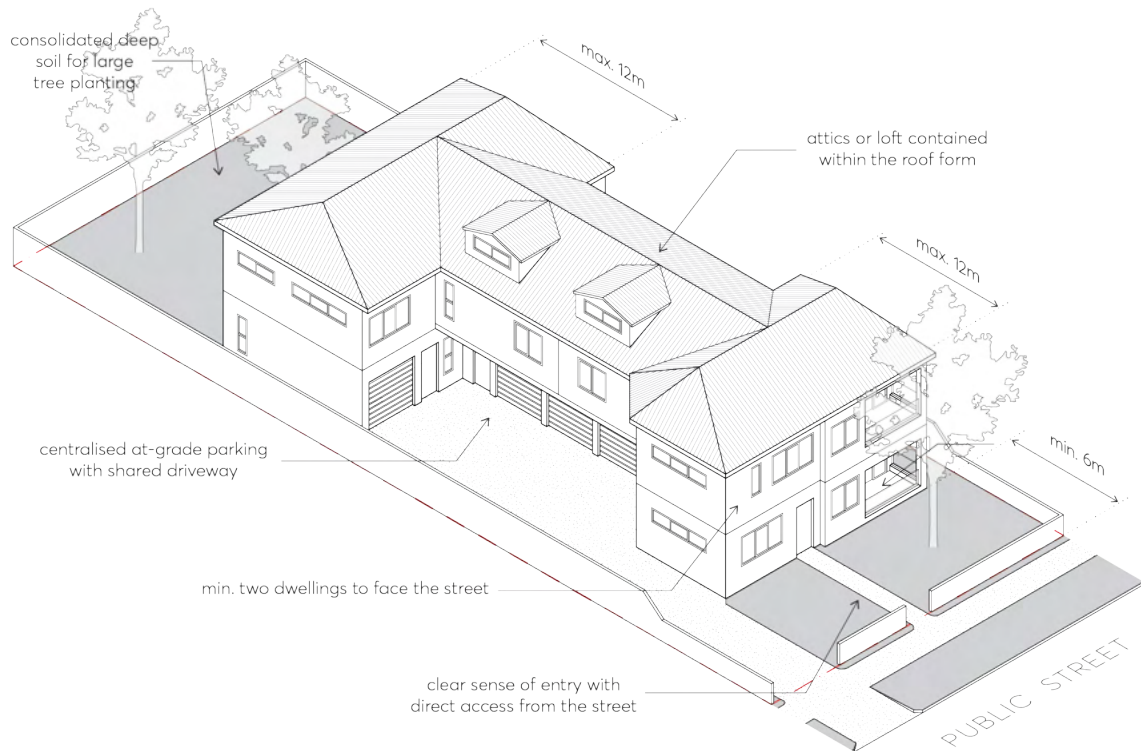 consolidated deep
soil for large
tree planting
max. 12m
attics or loft contained
within the roof form
max. 12m
min. 6m
centralised at-grade parking
with shared driveway
min. two dwellings to face the street
clear sense of entry with
direct access from the street
PUBLIC STREET